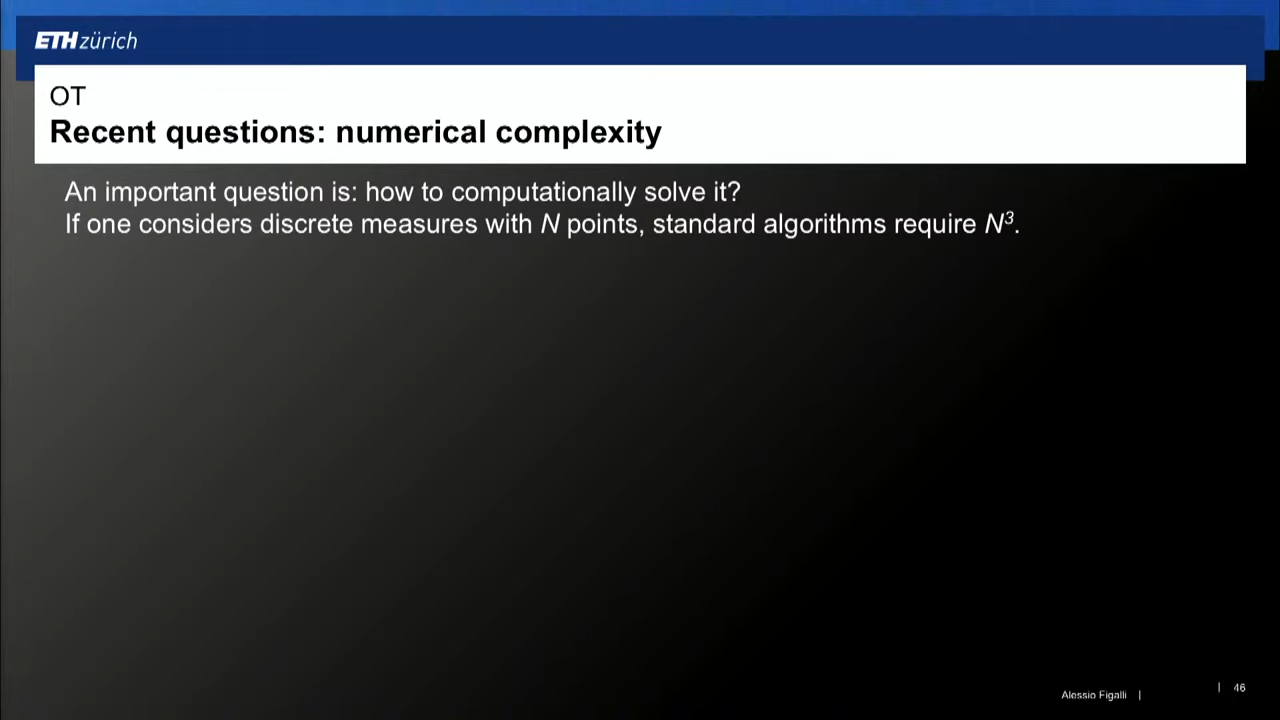 ETH zürich
OT
Recent questions: numerical complexity
An important question is: how to computationally solve it?
If one considers discrete measures with N points, standard algorithms require N³.
Alessio Figalli |
| 46